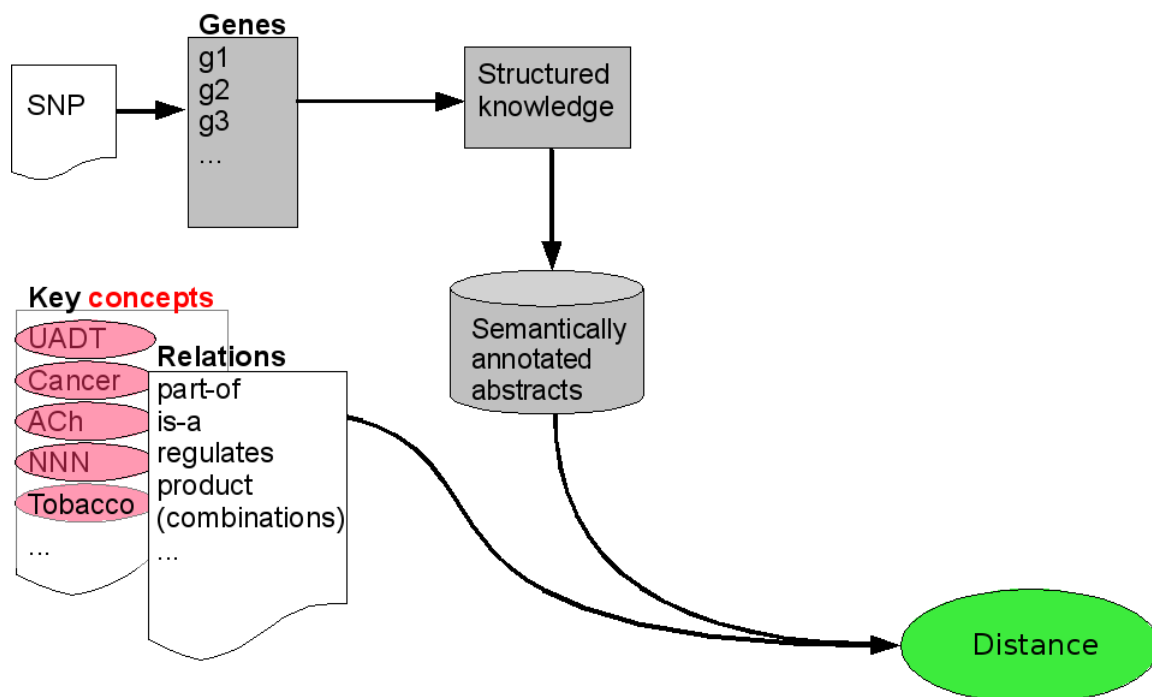 Genes
g1
g2
g3
...
SNP
Structured
knowledge
Key concepts
UADT
Cancer
ACh
NNN
Tobacco
...
Relations
part-of
is-a
regulates
product
(combinations)
...
Semantically
annotated
abstracts
Distance